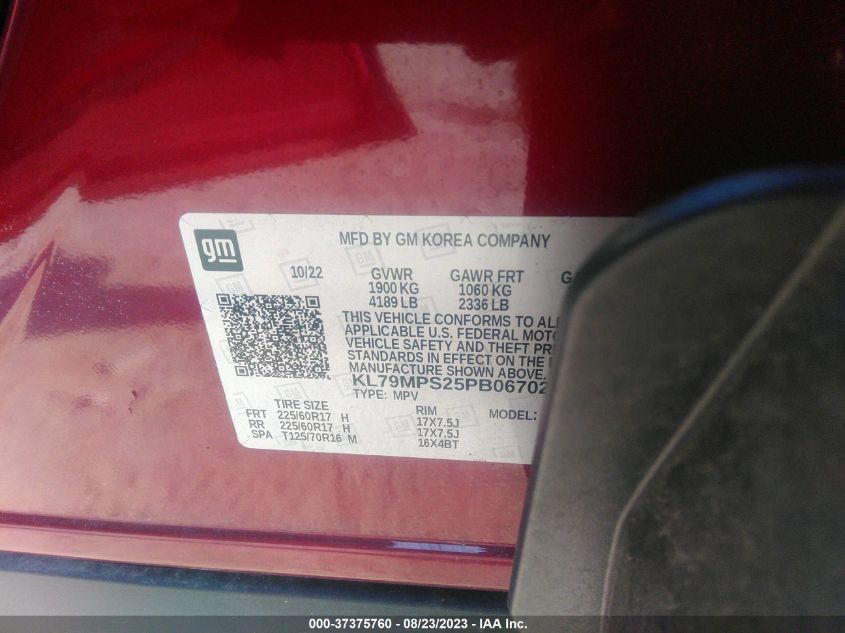 gm
MFD BY GM KOREA COMPANY
10/22 GVWR GAWR FRT
1900 KG 1060 KG
4189 LB 2336 LB
THIS VEHICLE CONFORMS TO ALL
APPLICABLE U.S. FEDERAL MOTO
VEHICLE SAFETY AND THEFT PRE
STANDARDS IN EFFECT ON THE
MANUFACTURE SHOWN ABOVE.
KL79MPS25PB06702
TYPE: MPV
TIRE SIZE RIM MODEL:
FRT 225/60R17 H 17X7.5J
RR 225/60R17 H 17X7.5J
SPA T125/70R16 M 16X4BT
000-37375760 - 08/23/2023 - IAA Inc.